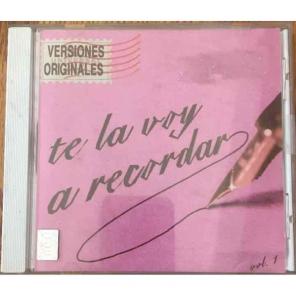 VERSIONES
ORIGINALES
te la voy
a recordar
vol. 1